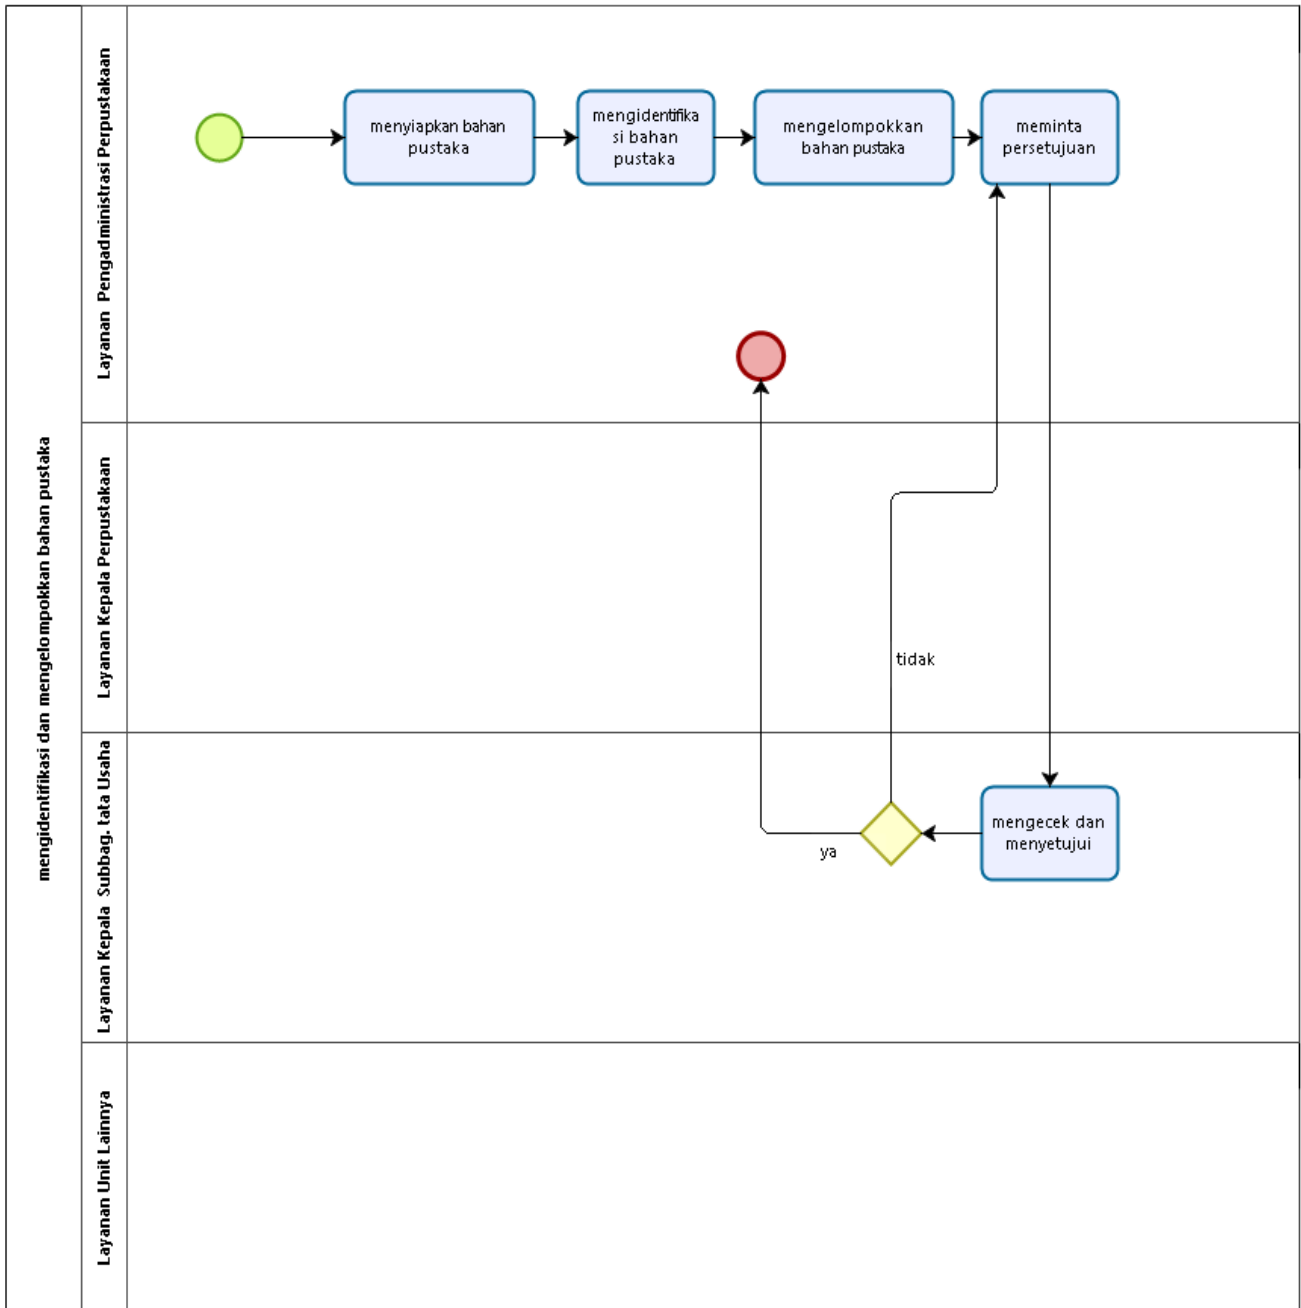 mengidentifikasi dan mengelompokkan bahan pustaka
Layanan Pengadministrasi Perpustakaan
menyiapkan bahan
pustaka
mengidentifika
si bahan
pustaka
mengelompokkan
bahan pustaka
meminta
persetujuan
Layanan Kepala Perpustakaan
tidak
Layanan Kepala Subbag. tata Usaha
ya
mengecek dan
menyetujui
Layanan Unit Lainnya